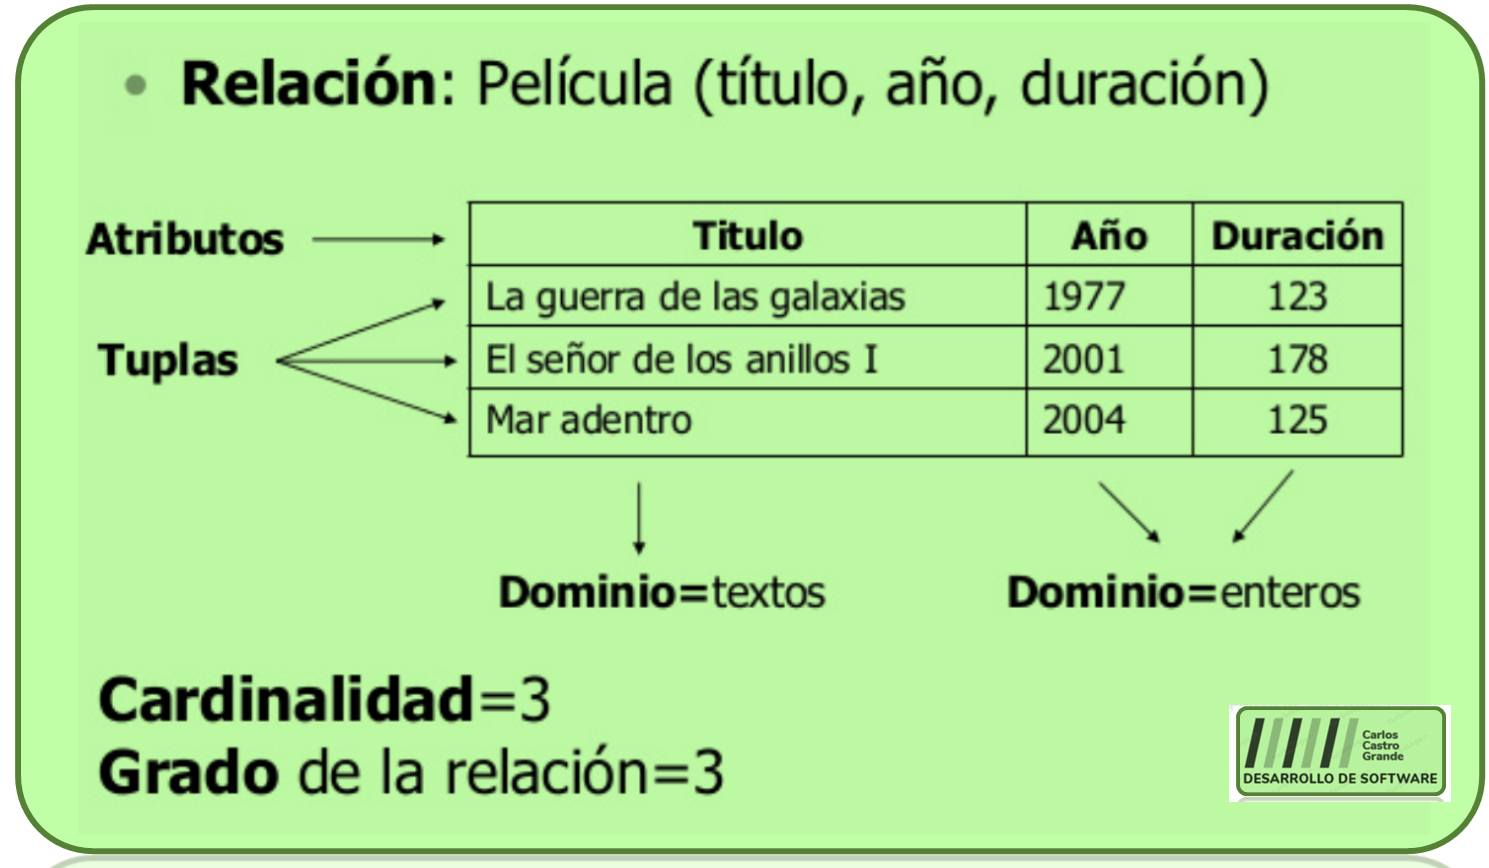 • Relación: Película (título, año, duración)
Atributos
Titulo Año Duración
La guerra de las galaxias 1977 123
Tuplas
El señor de los anillos I 2001 178
Mar adentro 2004 125
Dominio=textos Dominio=enteros
Cardinalidad=3
Grado de la relación=3
Carlos
Castro
Grande
DESARROLLO DE SOFTWARE